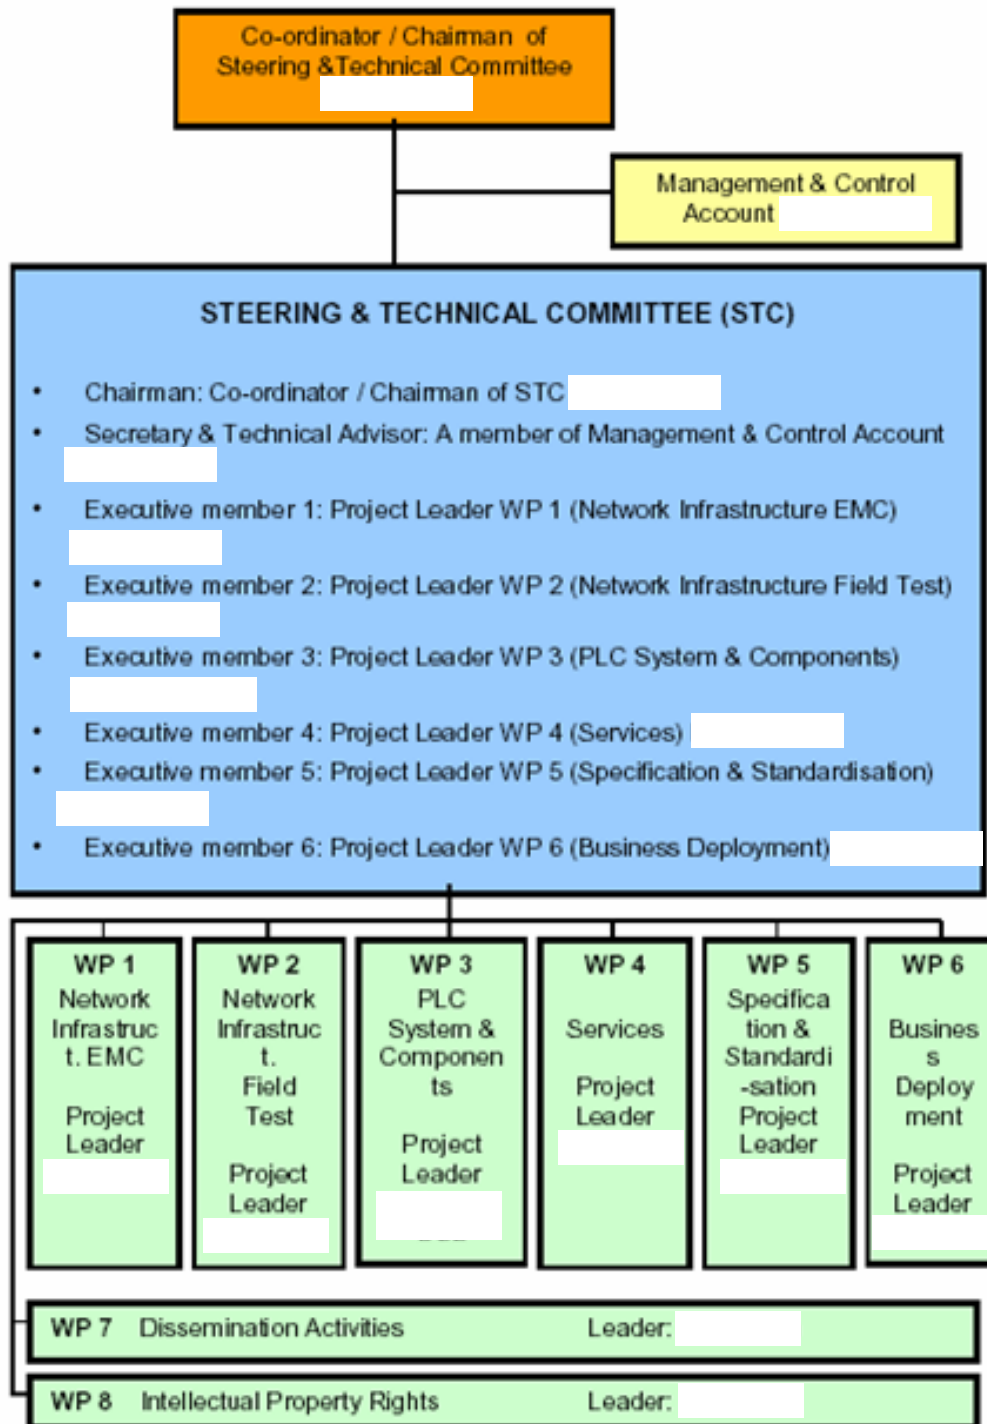 Co-ordinator / Chairman of
Steering &Technical Committee
Management & Control
Account
STEERING & TECHNICAL COMMITTEE (STC)
• Chairman: Co-ordinator / Chairman of STC
• Secretary & Technical Advisor: A member of Management & Control Account
• Executive member 1: Project Leader WP 1 (Network Infrastructure EMC)
• Executive member 2: Project Leader WP 2 (Network Infrastructure Field Test)
• Executive member 3: Project Leader WP 3 (PLC System & Components)
• Executive member 4: Project Leader WP 4 (Services)
• Executive member 5: Project Leader WP 5 (Specification & Standardisation)
• Executive member 6: Project Leader WP 6 (Business Deployment)
WP 1
Network
Infrastruc
t. EMC
Project
Leader
WP 2
Network
Infrastruc
t.
Field
Test
Project
Leader
WP 3
PLC
System &
Componen
ts
Project
Leader
WP 4
Services
Project
Leader
WP 5
Specifica
tion &
Standardi
-sation
Project
Leader
WP 6
Busines
s
Deploy
ment
Project
Leader
WP 7 Dissemination Activities Leader:
WP 8 Intellectual Property Rights Leader: